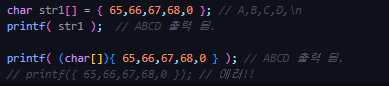 char str1[] = { 65,66,67,68,0 }; // A,B,C,D,\n
printf( str1 );  // ABCD 출력 됨.
printf( (char[]){ 65,66,67,68,0 } ); // ABCD 출력 됨.
// printf({ 65,66,67,68,0 }); // 에러!!